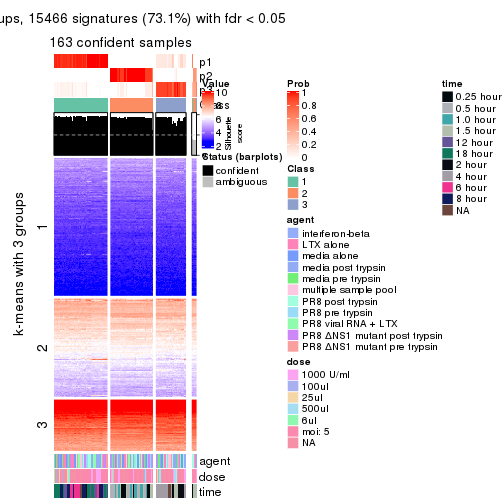 ups, 15466 signatures (73.1%) with fdr < 0.05
163 confident samples
p1
p2
p3
Class
Value
10
8
6
4
2
Silhouette
score
Status (barplots)
confident
ambiguous
Prob
1
0.8
0.6
0.4
0.2
0
Class
1
2
3
agent
interferon-beta
LTX alone
media alone
media post trypsin
media pre trypsin
multiple sample pool
PR8 post trypsin
PR8 pre trypsin
PR8 viral RNA + LTX
PR8 ΔNS1 mutant post trypsin
PR8 ΔNS1 mutant pre trypsin
dose
1000 U/ml
100ul
25ul
500ul
6ul
moi: 5
NA
time
0.25 hour
0.5 hour
1.0 hour
1.5 hour
12 hour
18 hour
2 hour
4 hour
6 hour
8 hour
NA
k-means with 3 groups
1
2
3
agent
dose
time